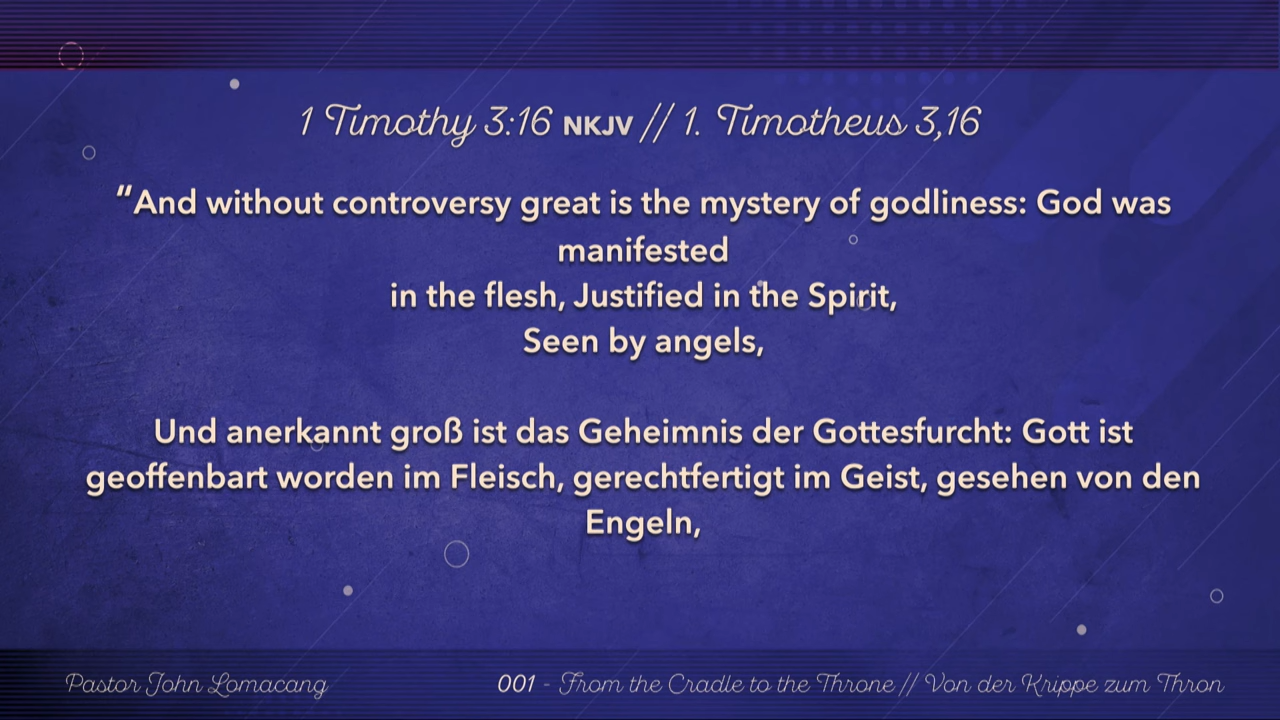 1 Timothy 3:16 NKJV // 1. Timotheus 3,16
“And without controversy great is the mystery of godliness: God was
manifested
in the flesh, Justified in the Spirit,
Seen by angels,
Und anerkannt groß ist das Geheimnis der Gottesfurcht: Gott ist
geoffenbart worden im Fleisch, gerechtfertigt im Geist, gesehen von den
Engeln,
Pastor John Lomacang
001 - From the Cradle to the Throne // Von der Krippe zum Thron